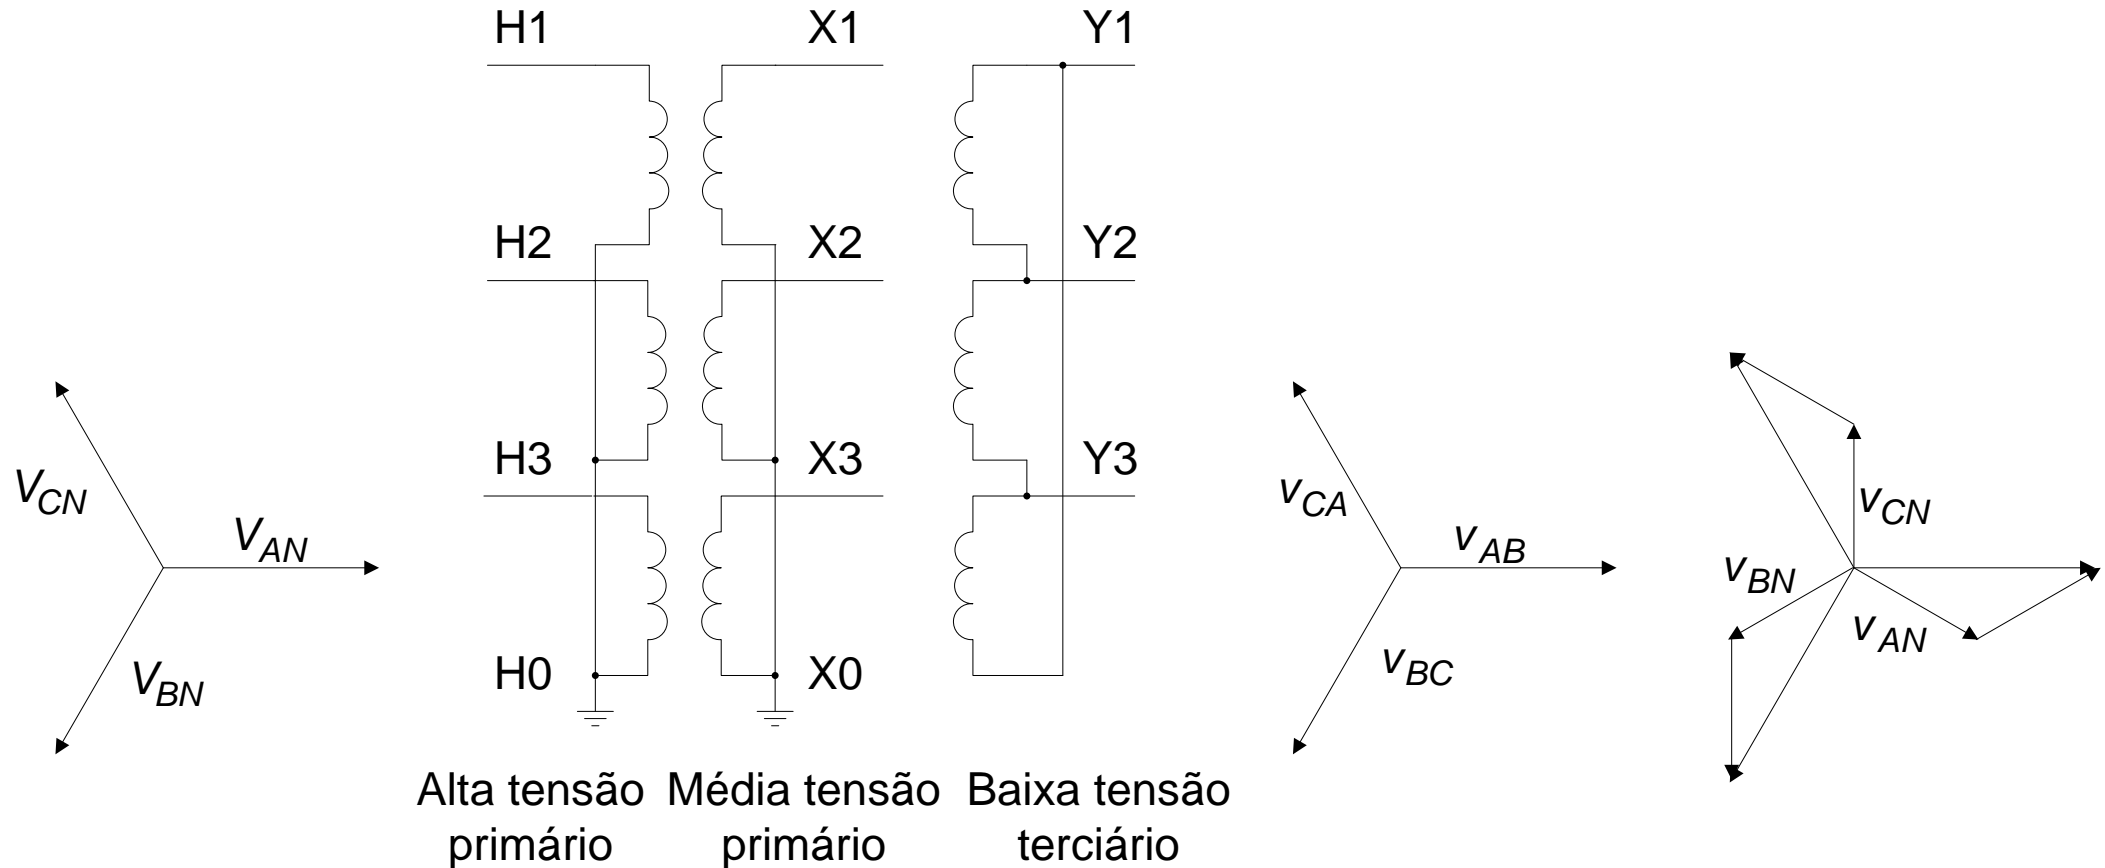 H1 X1 Y1
H2 X2 Y2
H3 X3 Y3
V_CN
V_AN
V_BN
H0 X0
v_CA
v_AB
v_BC
v_CN
v_BN
v_AN
Alta tensão Média tensão Baixa tensão
primário primário terciário